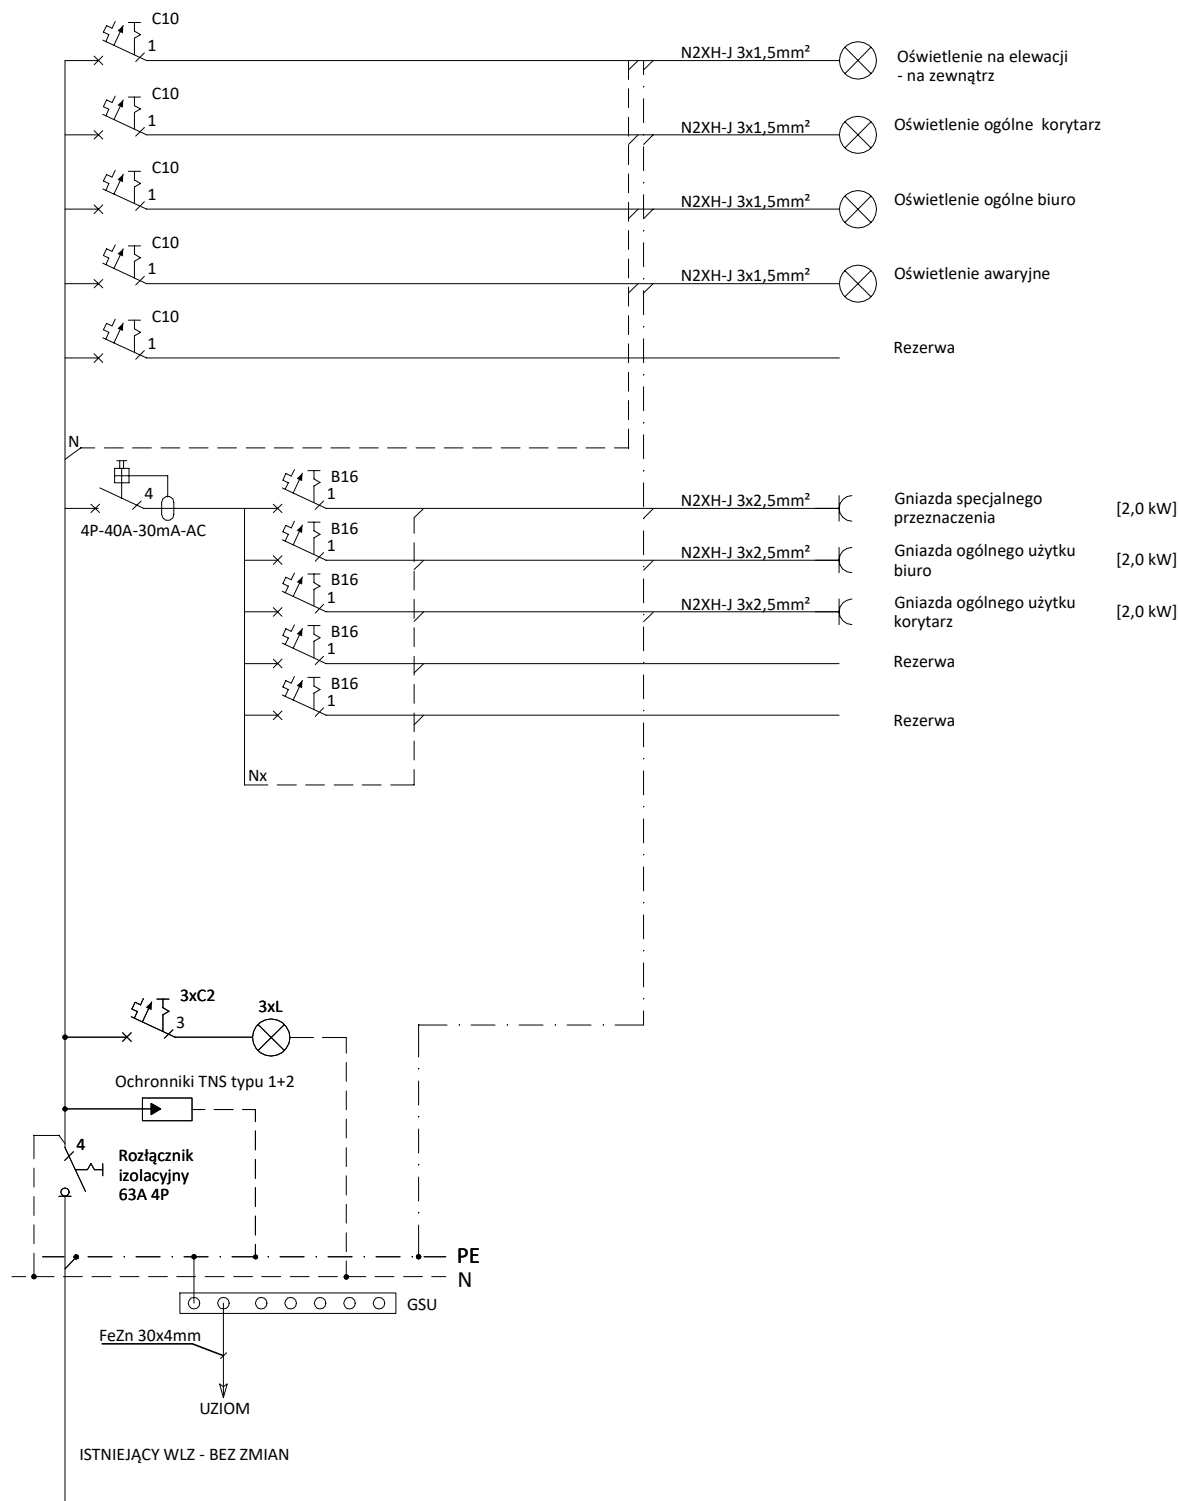 C10
1
N2XH-J 3x1,5mm²
Oświetlenie na elewacji
- na zewnątrz
C10
1
N2XH-J 3x1,5mm²
Oświetlenie ogólne korytarz
C10
1
N2XH-J 3x1,5mm²
Oświetlenie ogólne biuro
C10
1
N2XH-J 3x1,5mm²
Oświetlenie awaryjne
C10
1
Rezerwa
N
4
4P-40A-30mA-AC
B16
1
N2XH-J 3x2,5mm²
Gniazda specjalnego
przeznaczenia
[2,0 kW]
B16
1
N2XH-J 3x2,5mm²
Gniazda ogólnego użytku
biuro
[2,0 kW]
B16
1
N2XH-J 3x2,5mm²
Gniazda ogólnego użytku
korytarz
[2,0 kW]
B16
1
Rezerwa
B16
1
Rezerwa
Nx
3xC2
3
3xL
Ochronniki TNS typu 1+2
4
Rozłącznik
izolacyjny
63A 4P
PE
N
GSU
FeZn 30x4mm
UZIOM
ISTNIEJĄCY WLZ - BEZ ZMIAN